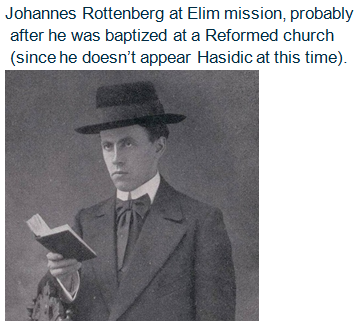 Johannes Rottenberg at Elim mission, probably
after he was baptized at a Reformed church
(since he doesn’t appear Hasidic at this time).